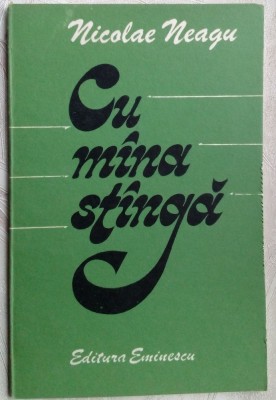 Nicolae Neagu
Cu
mîna
stîngă
Editura Eminescu